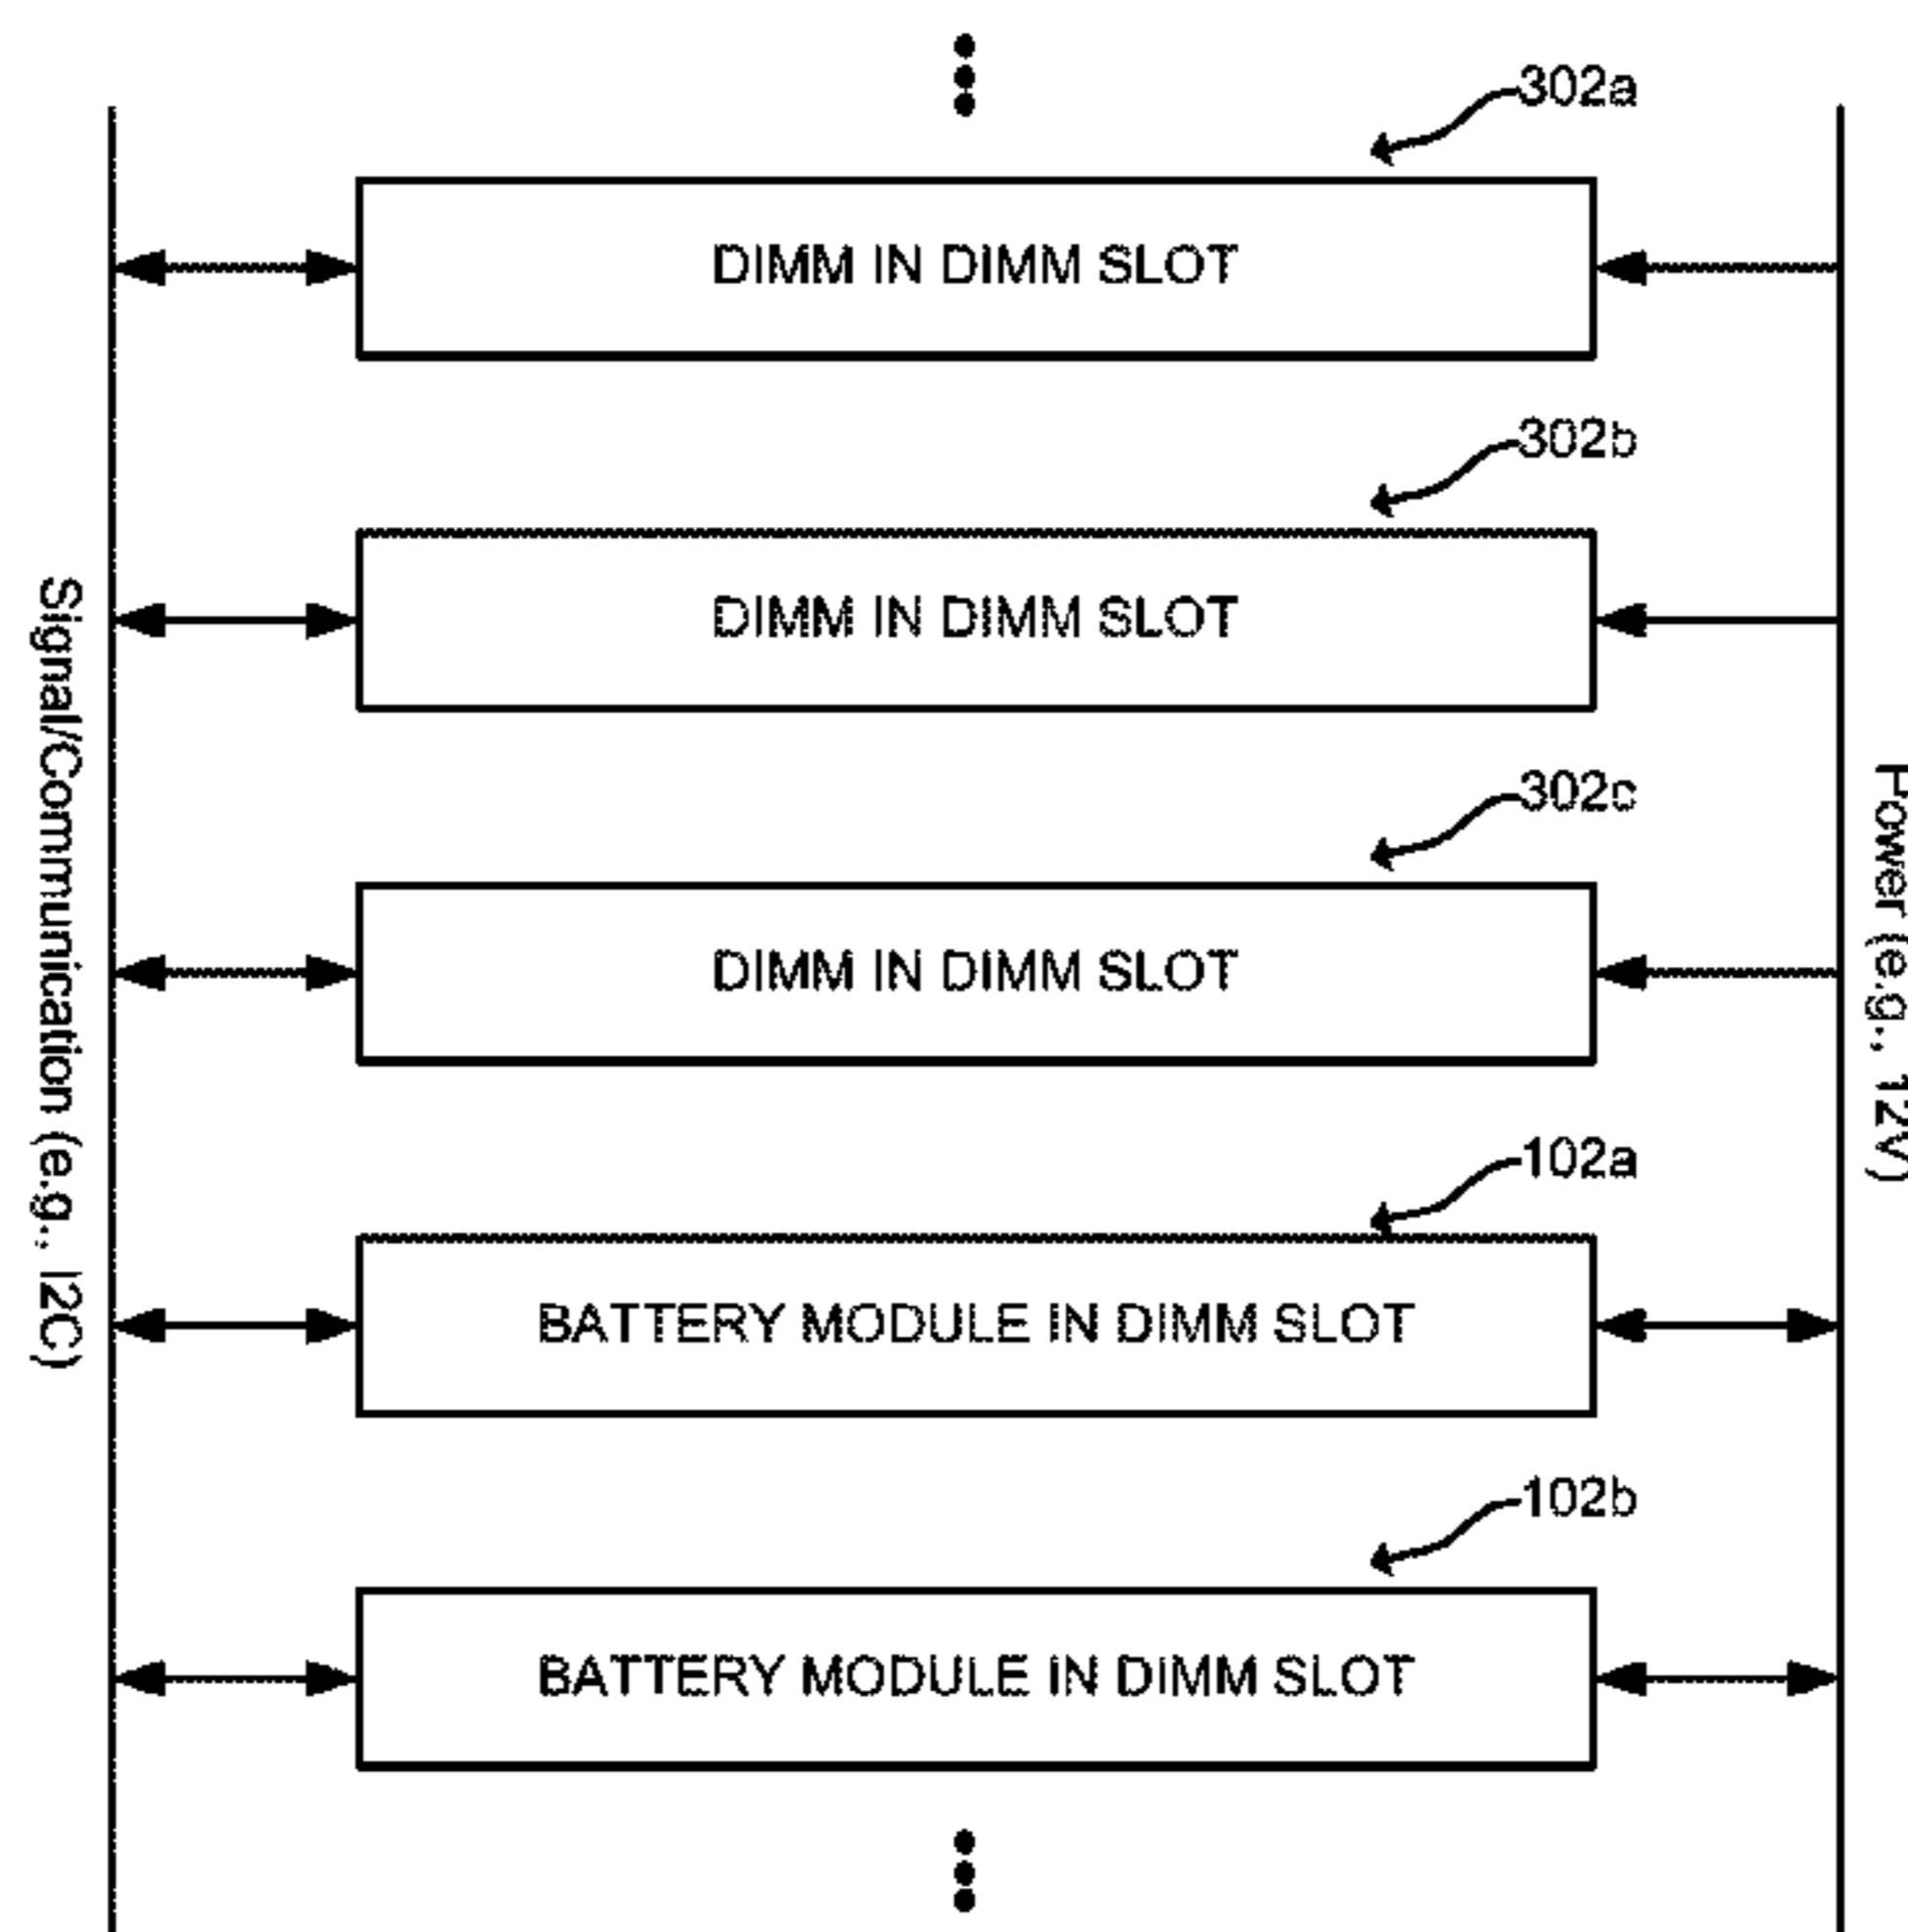 302a
DIMM IN DIMM SLOT
302b
DIMM IN DIMM SLOT
302c
DIMM IN DIMM SLOT
102a
BATTERY MODULE IN DIMM SLOT
102b
BATTERY MODULE IN DIMM SLOT
Signal/Communication (e.g., I2C)
Power (e.g., 12V)